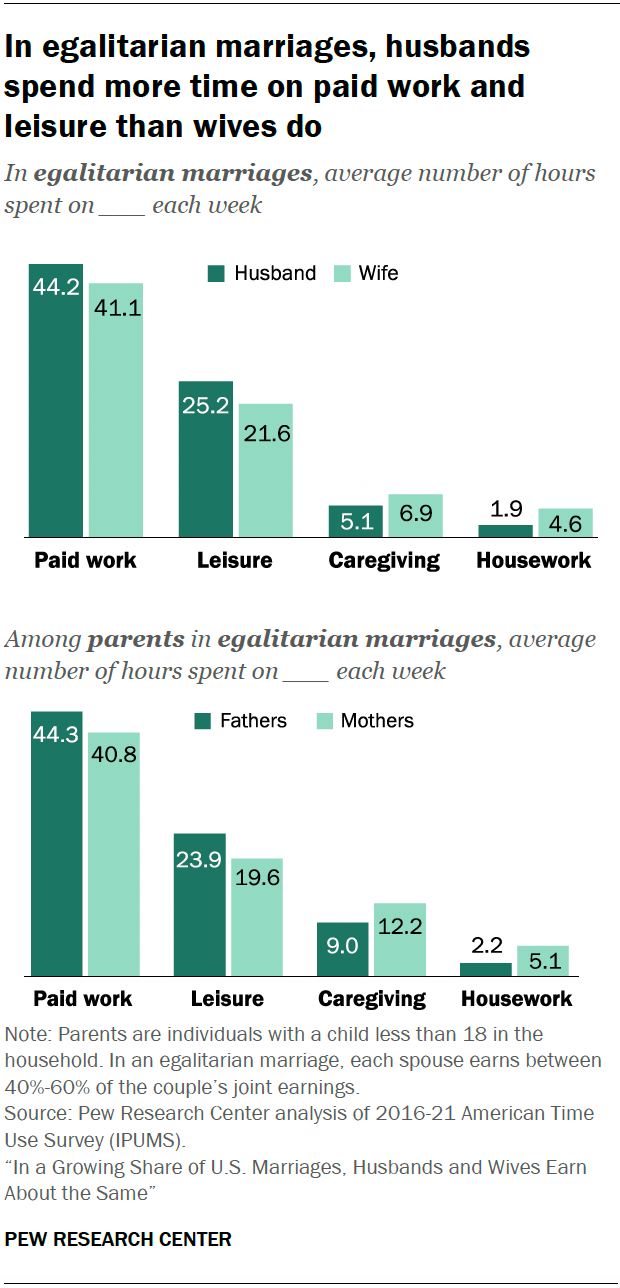 In egalitarian marriages, husbands
spend more time on paid work and
leisure than wives do
In egalitarian marriages, average number of hours
spent on ___ each week
Husband Wife
44.2 41.1 25.2 21.6 5.1 6.9 1.9 4.6
Paid work Leisure Caregiving Housework
Among parents in egalitarian marriages, average
number of hours spent on ___ each week
Fathers Mothers
44.3 40.8 23.9 19.6 9.0 12.2 2.2 5.1
Paid work Leisure Caregiving Housework
Note: Parents are individuals with a child less than 18 in the
household. In an egalitarian marriage, each spouse earns between
40%-60% of the couple’s joint earnings.
Source: Pew Research Center analysis of 2016-21 American Time
Use Survey (IPUMS).
“In a Growing Share of U.S. Marriages, Husbands and Wives Earn
About the Same”
PEW RESEARCH CENTER